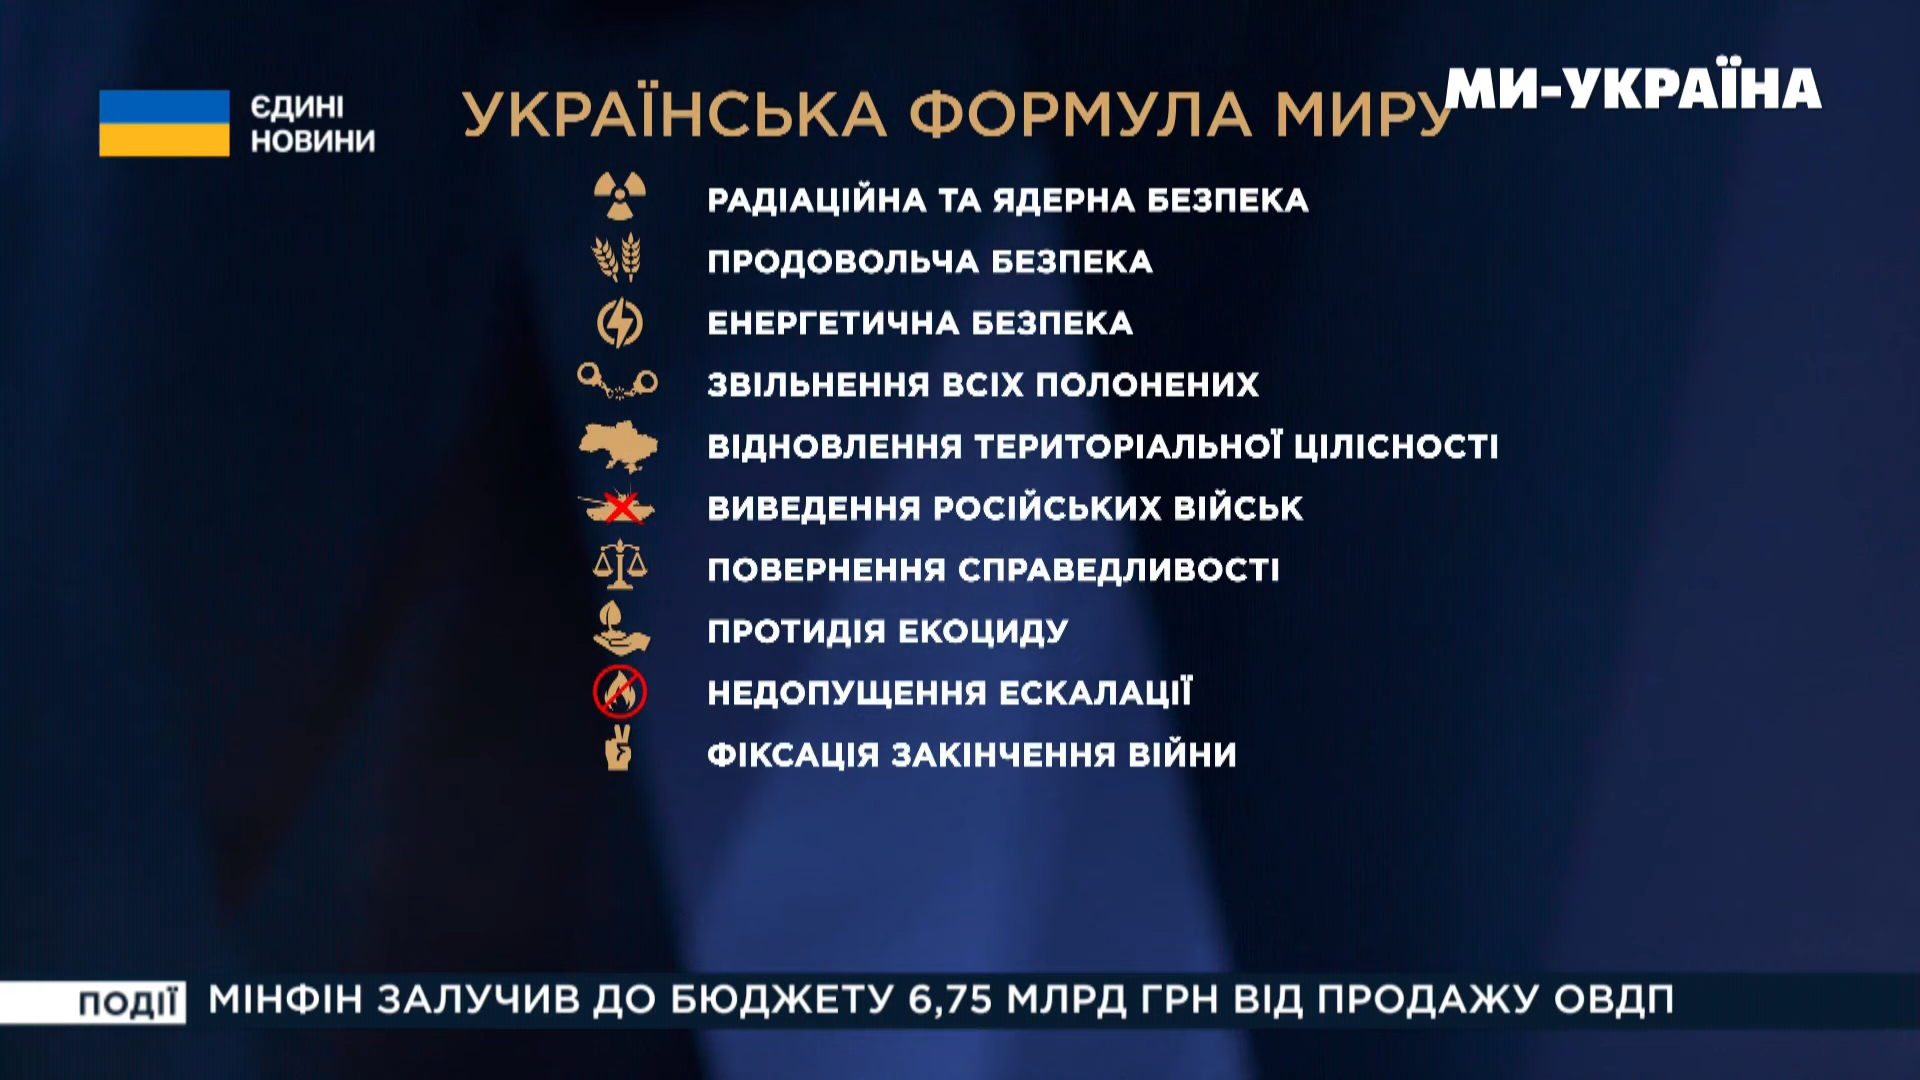 ЄДИНІ
НОВИНИ
УКРАЇНСЬКА ФОРМУЛА МИРУ
МИ-УКРАЇНА
РАДІАЦІЙНА ТА ЯДЕРНА БЕЗПЕКА
ПРОДОВОЛЬЧА БЕЗПЕКА
ЕНЕРГЕТИЧНА БЕЗПЕКА
ЗВІЛЬНЕННЯ ВСІХ ПОЛОНЕНИХ
ВІДНОВЛЕННЯ ТЕРИТОРІАЛЬНОЇ ЦІЛІСНОСТІ
ВИВЕДЕННЯ РОСІЙСЬКИХ ВІЙСЬК
ПОВЕРНЕННЯ СПРАВЕДЛИВОСТІ
ПРОТИДІЯ ЕКОЦИДУ
НЕДОПУЩЕННЯ ЕСКАЛАЦІЇ
ФІКСАЦІЯ ЗАКІНЧЕННЯ ВІЙНИ
ПОДІЇ МІНФІН ЗАЛУЧИВ ДО БЮДЖЕТУ 6,75 МЛРД ГРН ВІД ПРОДАЖУ ОВДП